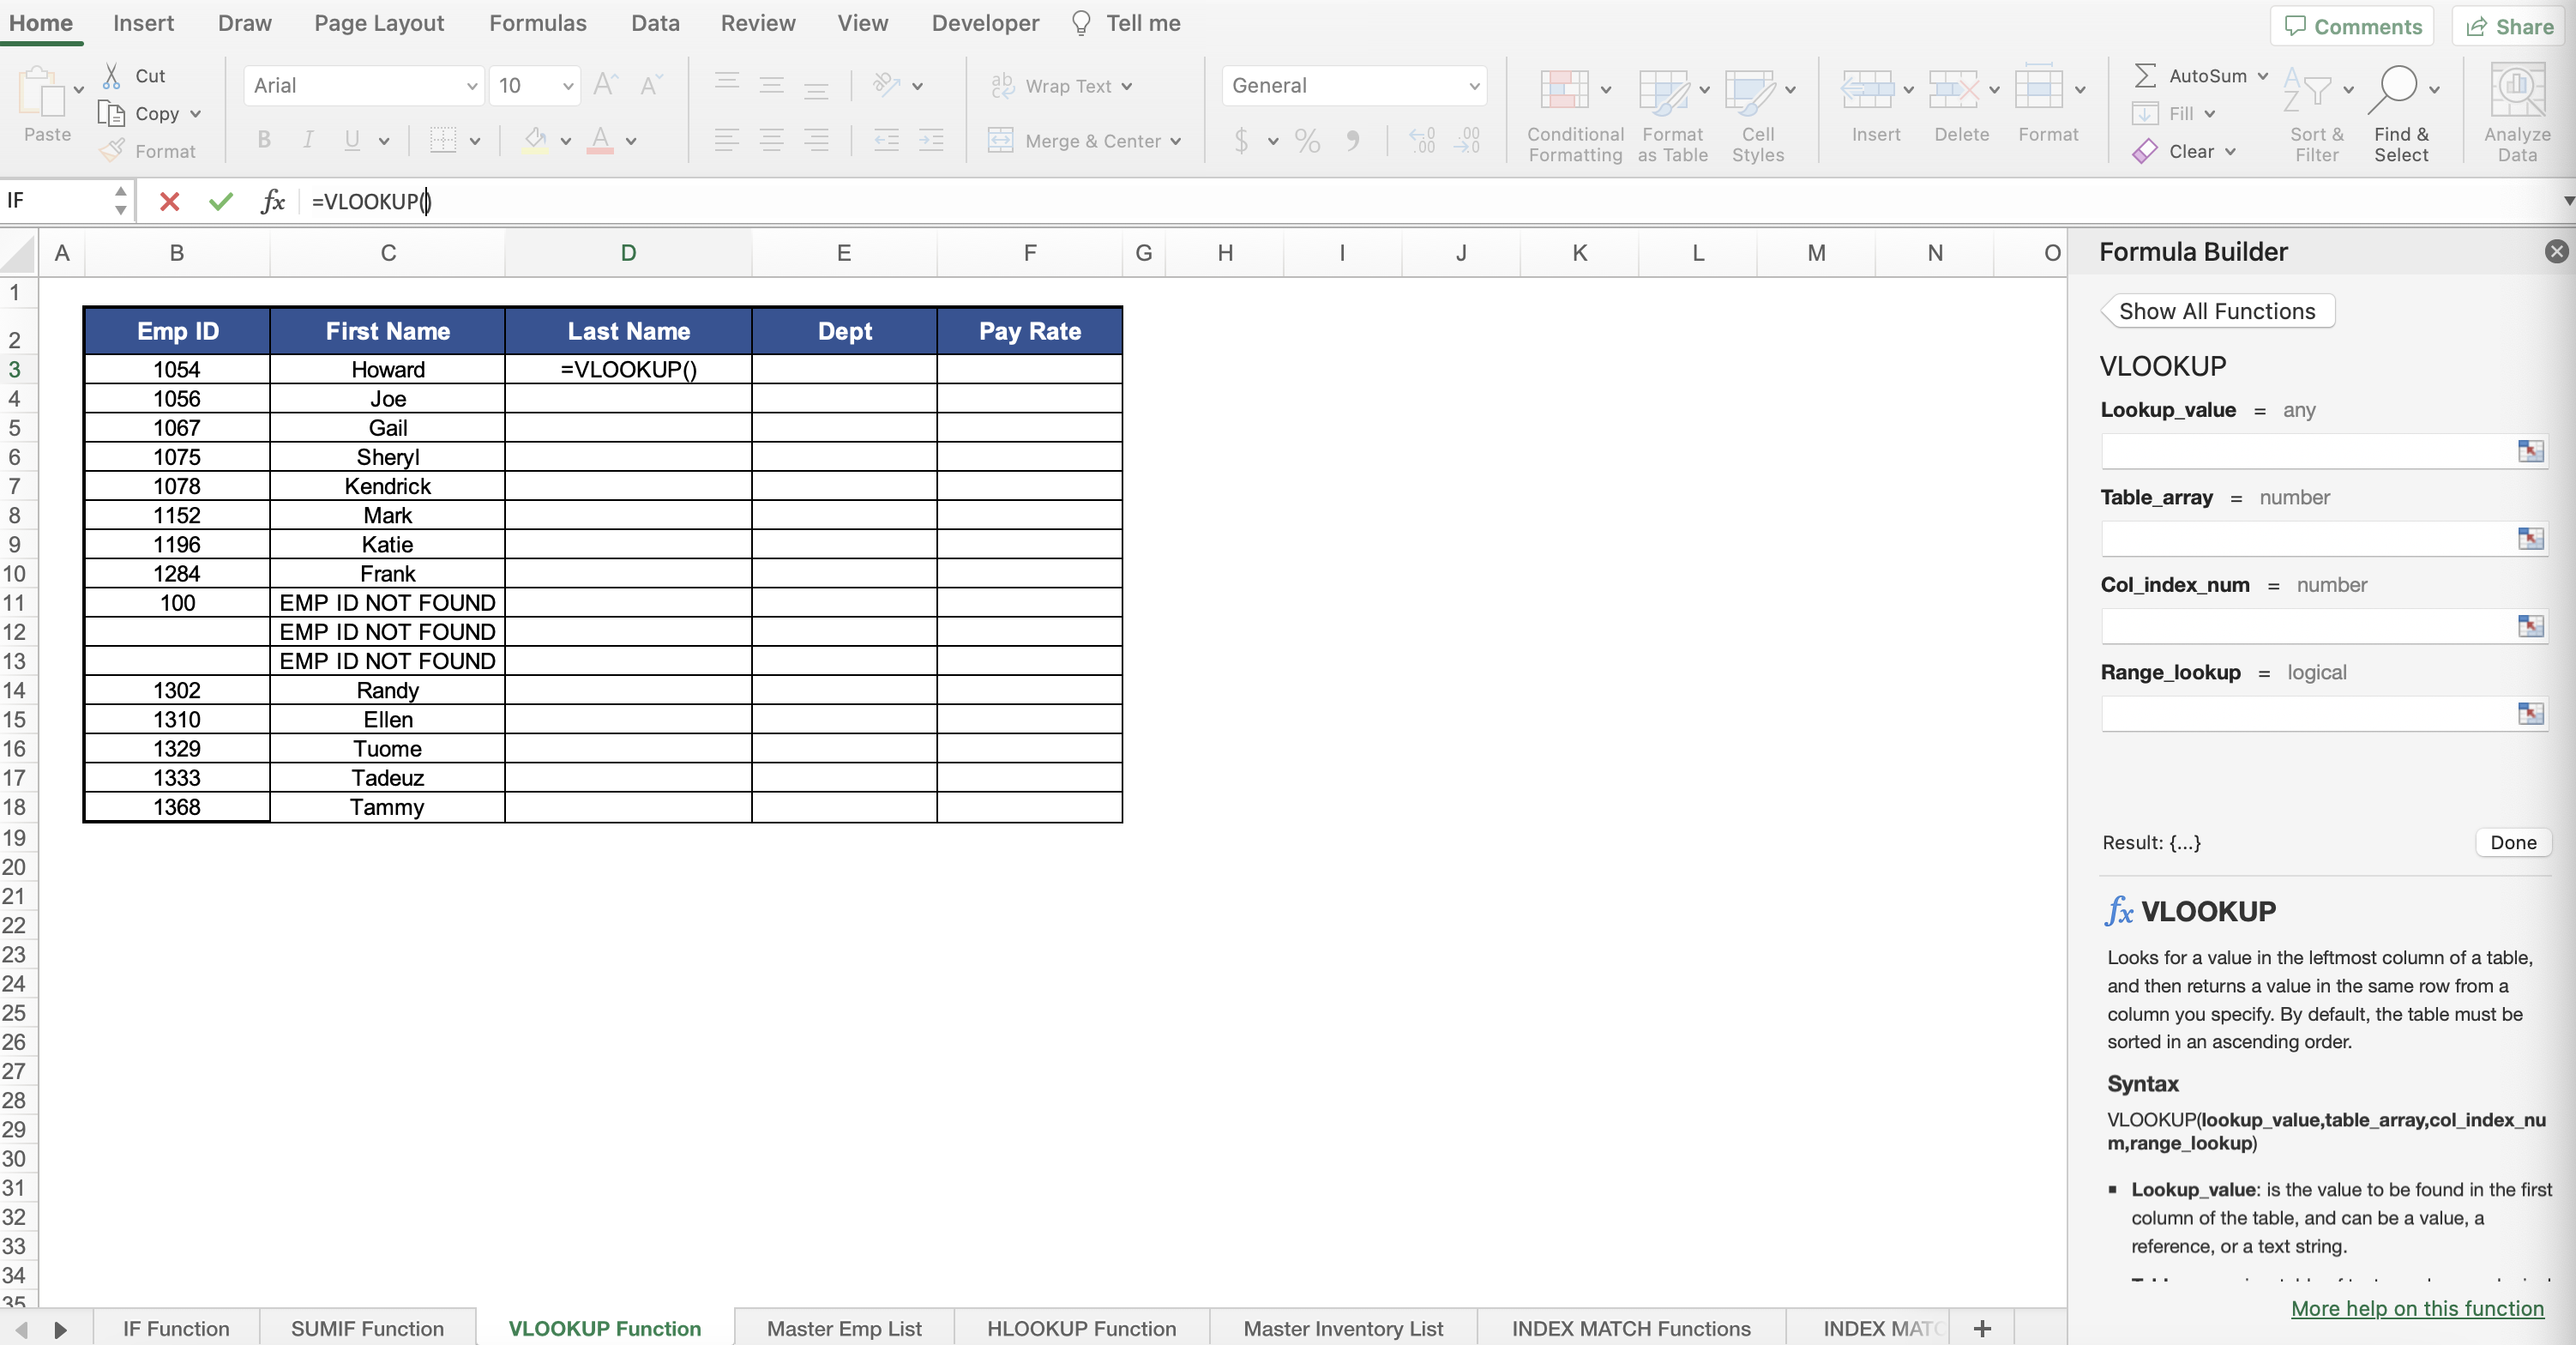 Home Insert Draw Page Layout Formulas Data Review View Developer Tell me Comments Share
Paste Cut Copy Format
Arial 10
B I U
Wrap Text
Merge & Center
General
$ %
Conditional Formatting
Format as Table
Cell Styles
Insert Delete Format
AutoSum
Fill
Clear
Sort & Filter
Find & Select
Analyze Data
IF fx =VLOOKUP()
A B C D E F G H I J K L M N O
1
2 Emp ID First Name Last Name Dept Pay Rate
3 1054 Howard =VLOOKUP()
4 1056 Joe
5 1067 Gail
6 1075 Sheryl
7 1078 Kendrick
8 1152 Mark
9 1196 Katie
10 1284 Frank
11 100 EMP ID NOT FOUND
12 EMP ID NOT FOUND
13 EMP ID NOT FOUND
14 1302 Randy
15 1310 Ellen
16 1329 Tuome
17 1333 Tadeuz
18 1368 Tammy
19
20
21
22
23
24
25
26
27
28
29
30
31
32
33
34
35
Formula Builder
Show All Functions
VLOOKUP
Lookup_value = any
Table_array = number
Col_index_num = number
Range_lookup = logical
Result: {...} Done
fx VLOOKUP
Looks for a value in the leftmost column of a table,
and then returns a value in the same row from a
column you specify. By default, the table must be
sorted in an ascending order.
Syntax
VLOOKUP(lookup_value,table_array,col_index_nu
m,range_lookup)
▪ Lookup_value: is the value to be found in the first
column of the table, and can be a value, a
reference, or a text string.
More help on this function
IF Function SUMIF Function VLOOKUP Function Master Emp List HLOOKUP Function Master Inventory List INDEX MATCH Functions INDEX MATC +